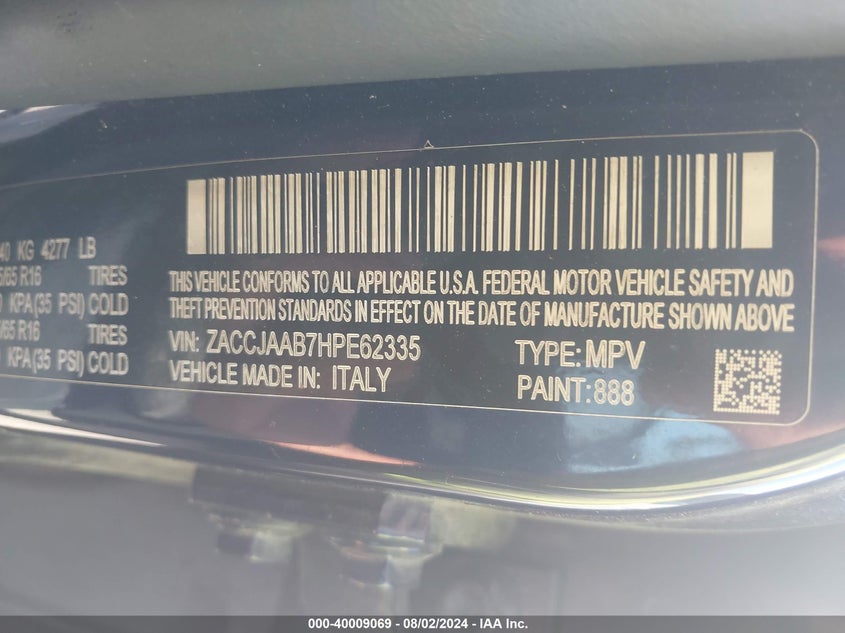 40 KG 4277 LB
/65 R16 TIRES
KPA(35 PSI) COLD
/65 R16 TIRES
KPA(35 PSI) COLD
THIS VEHICLE CONFORMS TO ALL APPLICABLE U.S.A. FEDERAL MOTOR VEHICLE SAFETY AND
THEFT PREVENTION STANDARDS IN EFFECT ON THE DATE OF MANUFACTURE SHOWN ABOVE
VIN: ZACCJAAB7HPE62335 TYPE: MPV
VEHICLE MADE IN: ITALY PAINT: 888
000-40009069 - 08/02/2024 - IAA Inc.